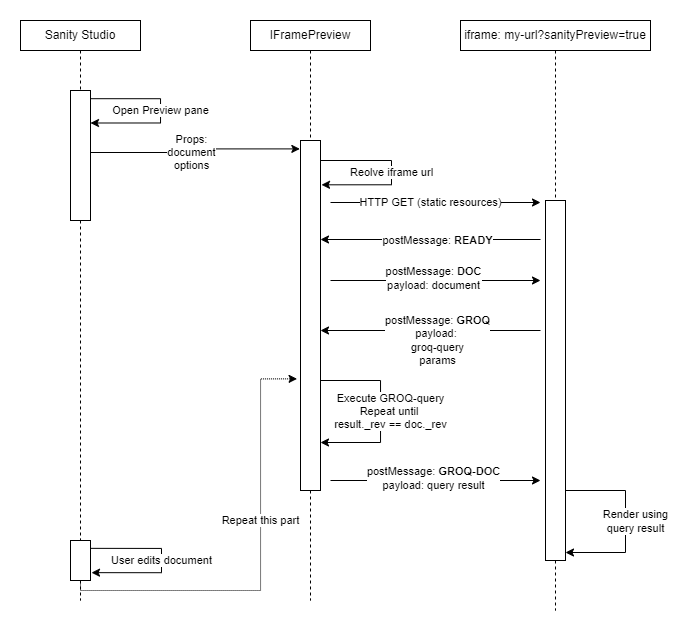 Sanity Studio
IFramePreview
iframe: my-url?sanityPreview=true
Open Preview pane
Props:
document
options
Reolve iframe url
HTTP GET (static resources)
postMessage: READY
postMessage: DOC
payload: document
postMessage: GROQ
payload:
groq-query
params
Execute GROQ-query
Repeat until
result._rev == doc._rev
postMessage: GROQ-DOC
payload: query result
Render using
query result
Repeat this part
User edits document